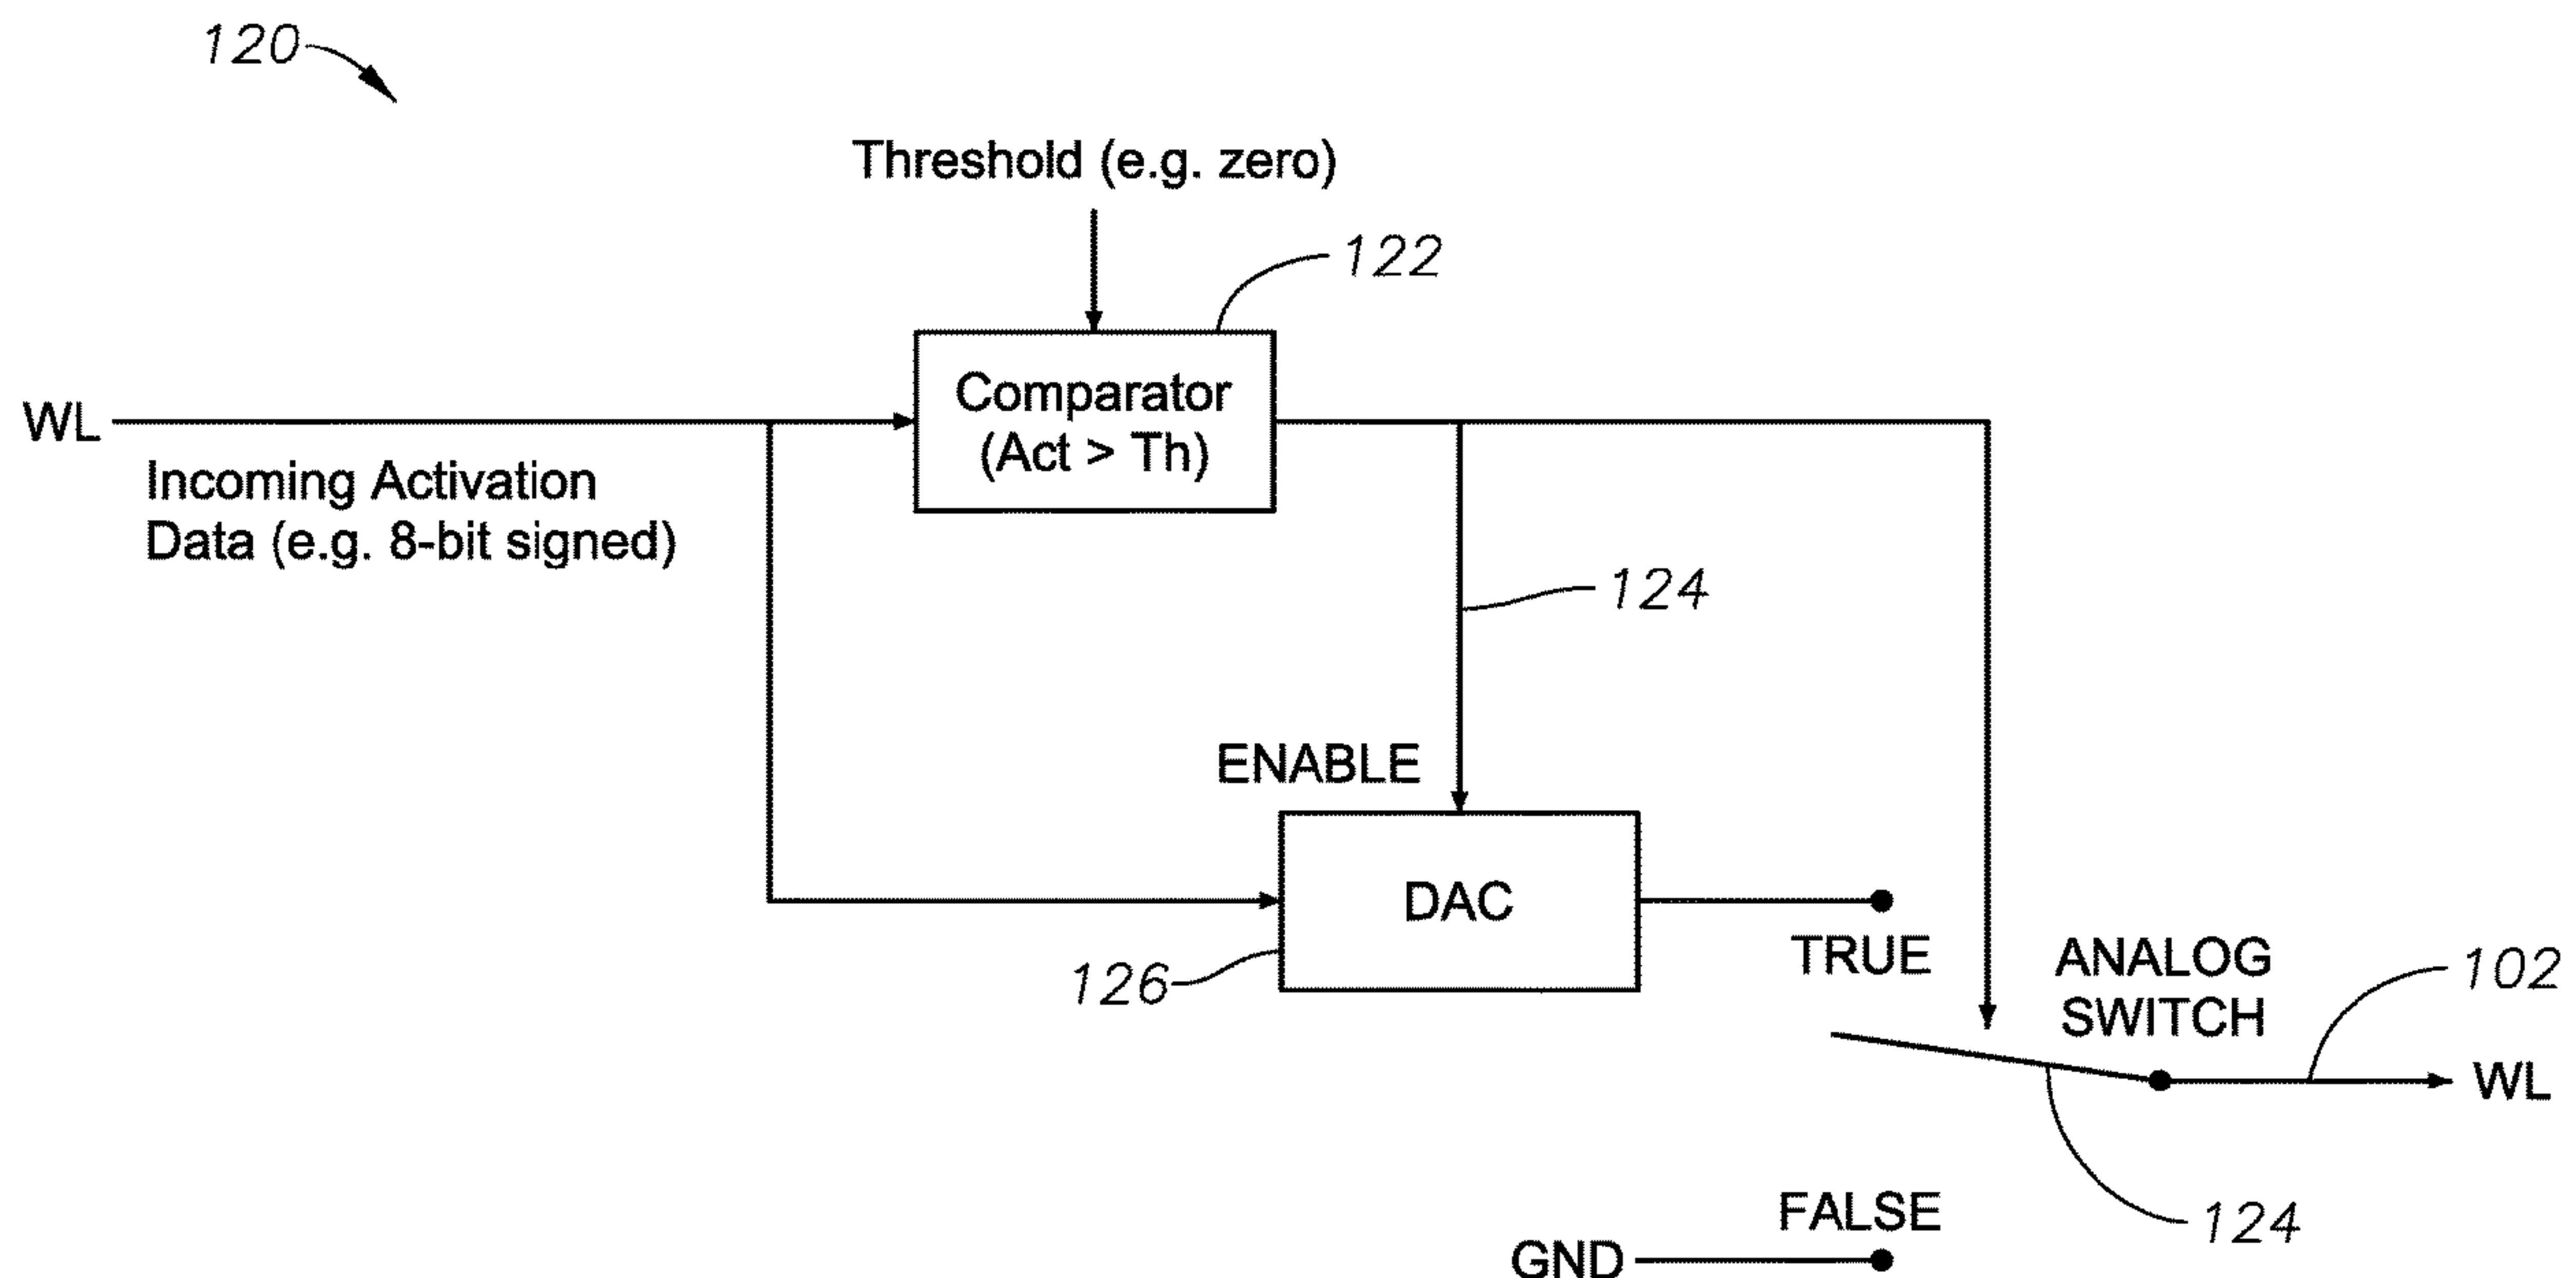 120
Threshold (e.g. zero)
122
Comparator
(Act > Th)
WL
Incoming Activation
Data (e.g. 8-bit signed)
124
ENABLE
DAC
126
TRUE
ANALOG
SWITCH
102
WL
124
FALSE
GND